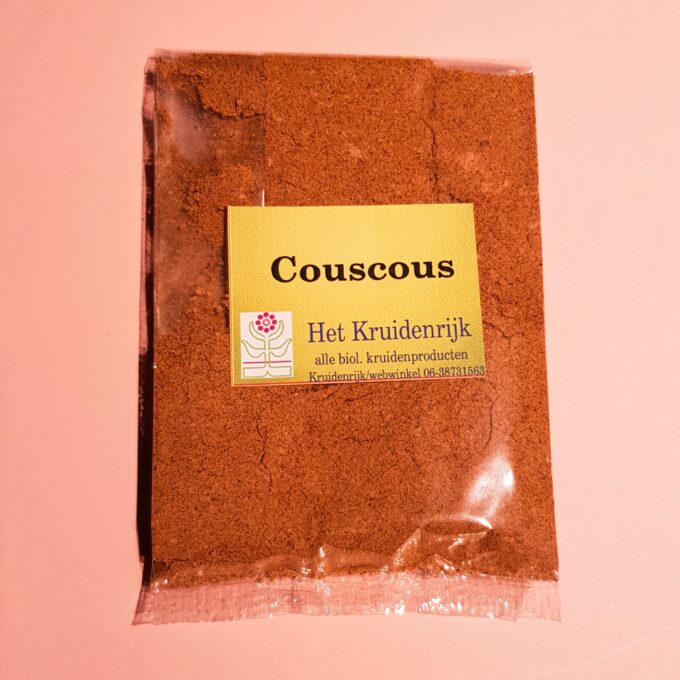 Couscous
Het Kruidenrijk
alle biol. kruidenproducten
Kruidenrijk/webwinkel 06-38731563